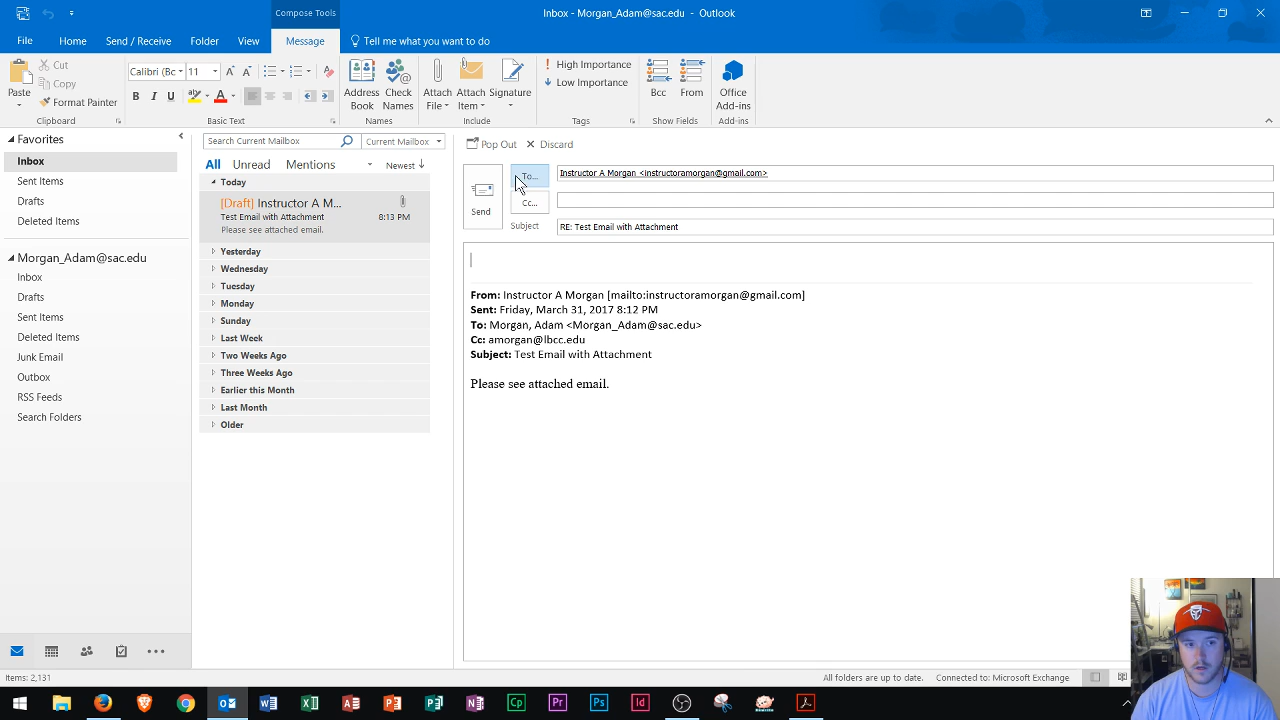 Compose Tools
Inbox - Morgan_Adam@sac.edu - Outlook
File
Home
Send / Receive
Folder
View
Message
Tell me what you want to do
Paste
Cut
Copy
Format Painter
Clipboard
Calibri (Bc
11
A
A
B
I
U
A
Basic Text
Address Book
Check Names
Names
Attach File
Attach Item
Signature
Include
High Importance
Low Importance
Tags
Bcc
From
Show Fields
Office Add-ins
Add-ins
Favorites
Inbox
Sent Items
Drafts
Deleted Items
Morgan_Adam@sac.edu
Inbox
Drafts
Sent Items
Deleted Items
Junk Email
Outbox
RSS Feeds
Search Folders
Search Current Mailbox
Current Mailbox
All
Unread
Mentions
Newest
Today
[Draft] Instructor A M...
Test Email with Attachment
8:13 PM
Please see attached email.
Yesterday
Wednesday
Tuesday
Monday
Sunday
Last Week
Two Weeks Ago
Three Weeks Ago
Earlier this Month
Last Month
Older
Pop Out
Discard
Send
To...
Instructor A Morgan <instructoramorgan@gmail.com>
Cc...
Subject
RE: Test Email with Attachment
From: Instructor A Morgan [mailto:instructoramorgan@gmail.com]
Sent: Friday, March 31, 2017 8:12 PM
To: Morgan, Adam <Morgan_Adam@sac.edu>
Cc: amorgan@lbcc.edu
Subject: Test Email with Attachment
Please see attached email.
Items: 2,131
All folders are up to date.
Connected to: Microsoft Exchange
Cp
Pr
Ps
Id